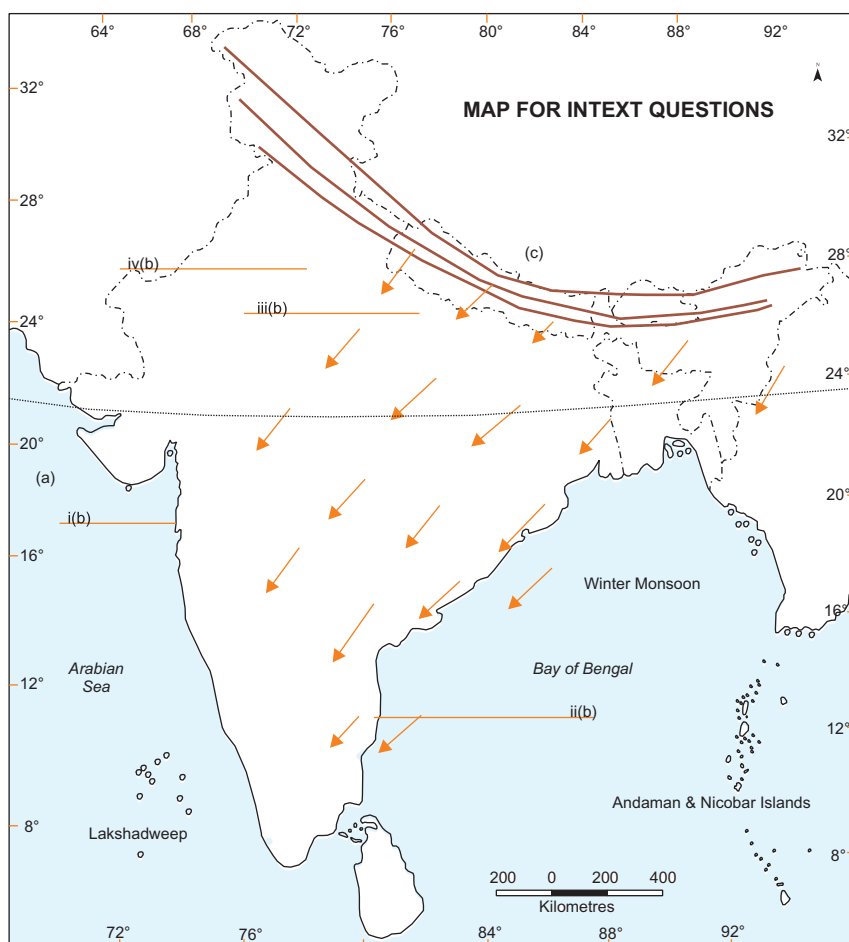 64° 68° 72° 76° 80° 84° 88° 92°
N
32°
MAP FOR INTEXT QUESTIONS
32°
28°
(c)
28°
iv(b)
iii(b)
24°
24°
20°
(a)
20°
i(b)
16°
Winter Monsoon
16°
Arabian
Sea
Bay of Bengal
12°
ii(b)
12°
Andaman & Nicobar Islands
8°
Lakshadweep
8°
200 0 200 400
Kilometres
72° 76° 84° 88° 92°